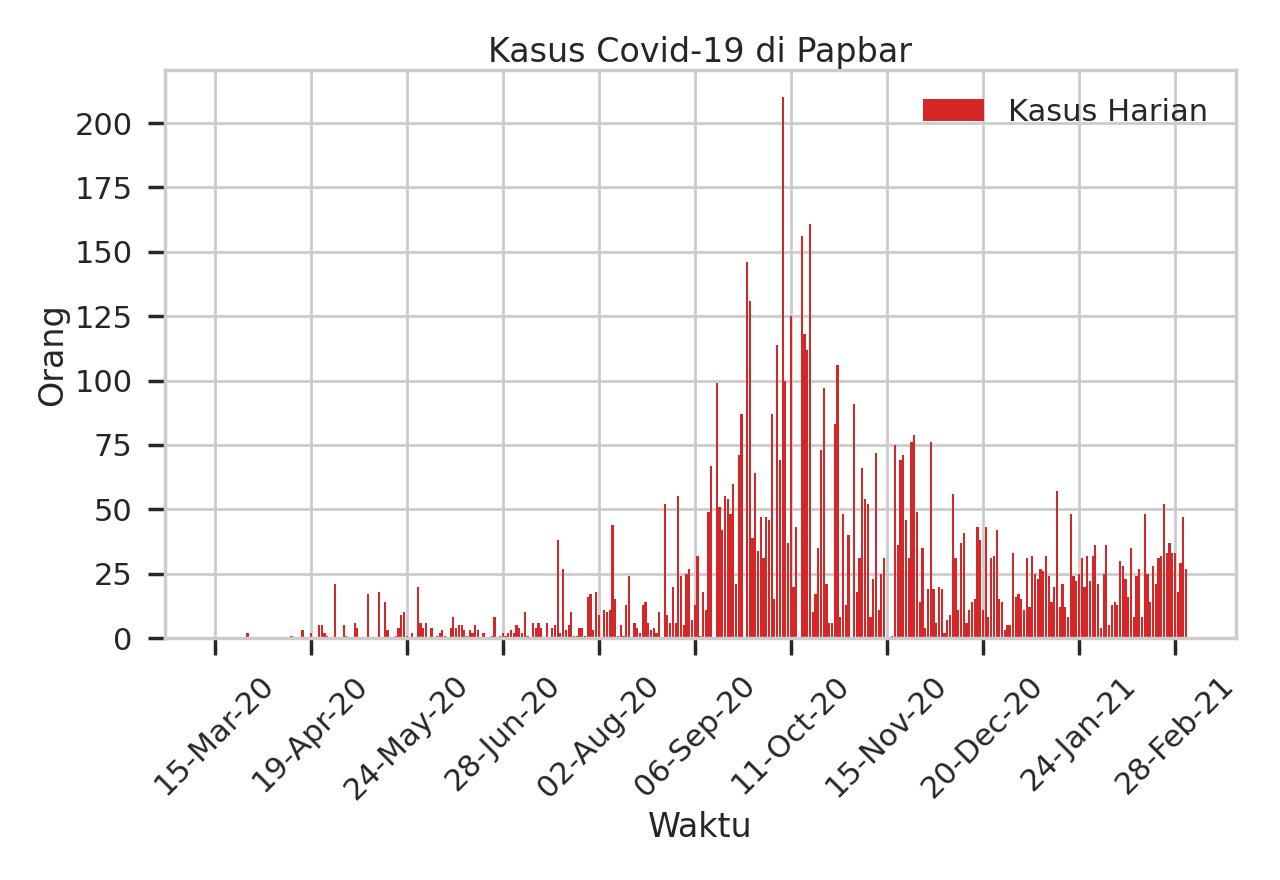 Kasus Covid-19 di Papbar
Kasus Harian
Orang
200
175
150
125
100
75
50
25
0
15-Mar-20
19-Apr-20
24-May-20
28-Jun-20
02-Aug-20
06-Sep-20
11-Oct-20
15-Nov-20
20-Dec-20
24-Jan-21
28-Feb-21
Waktu